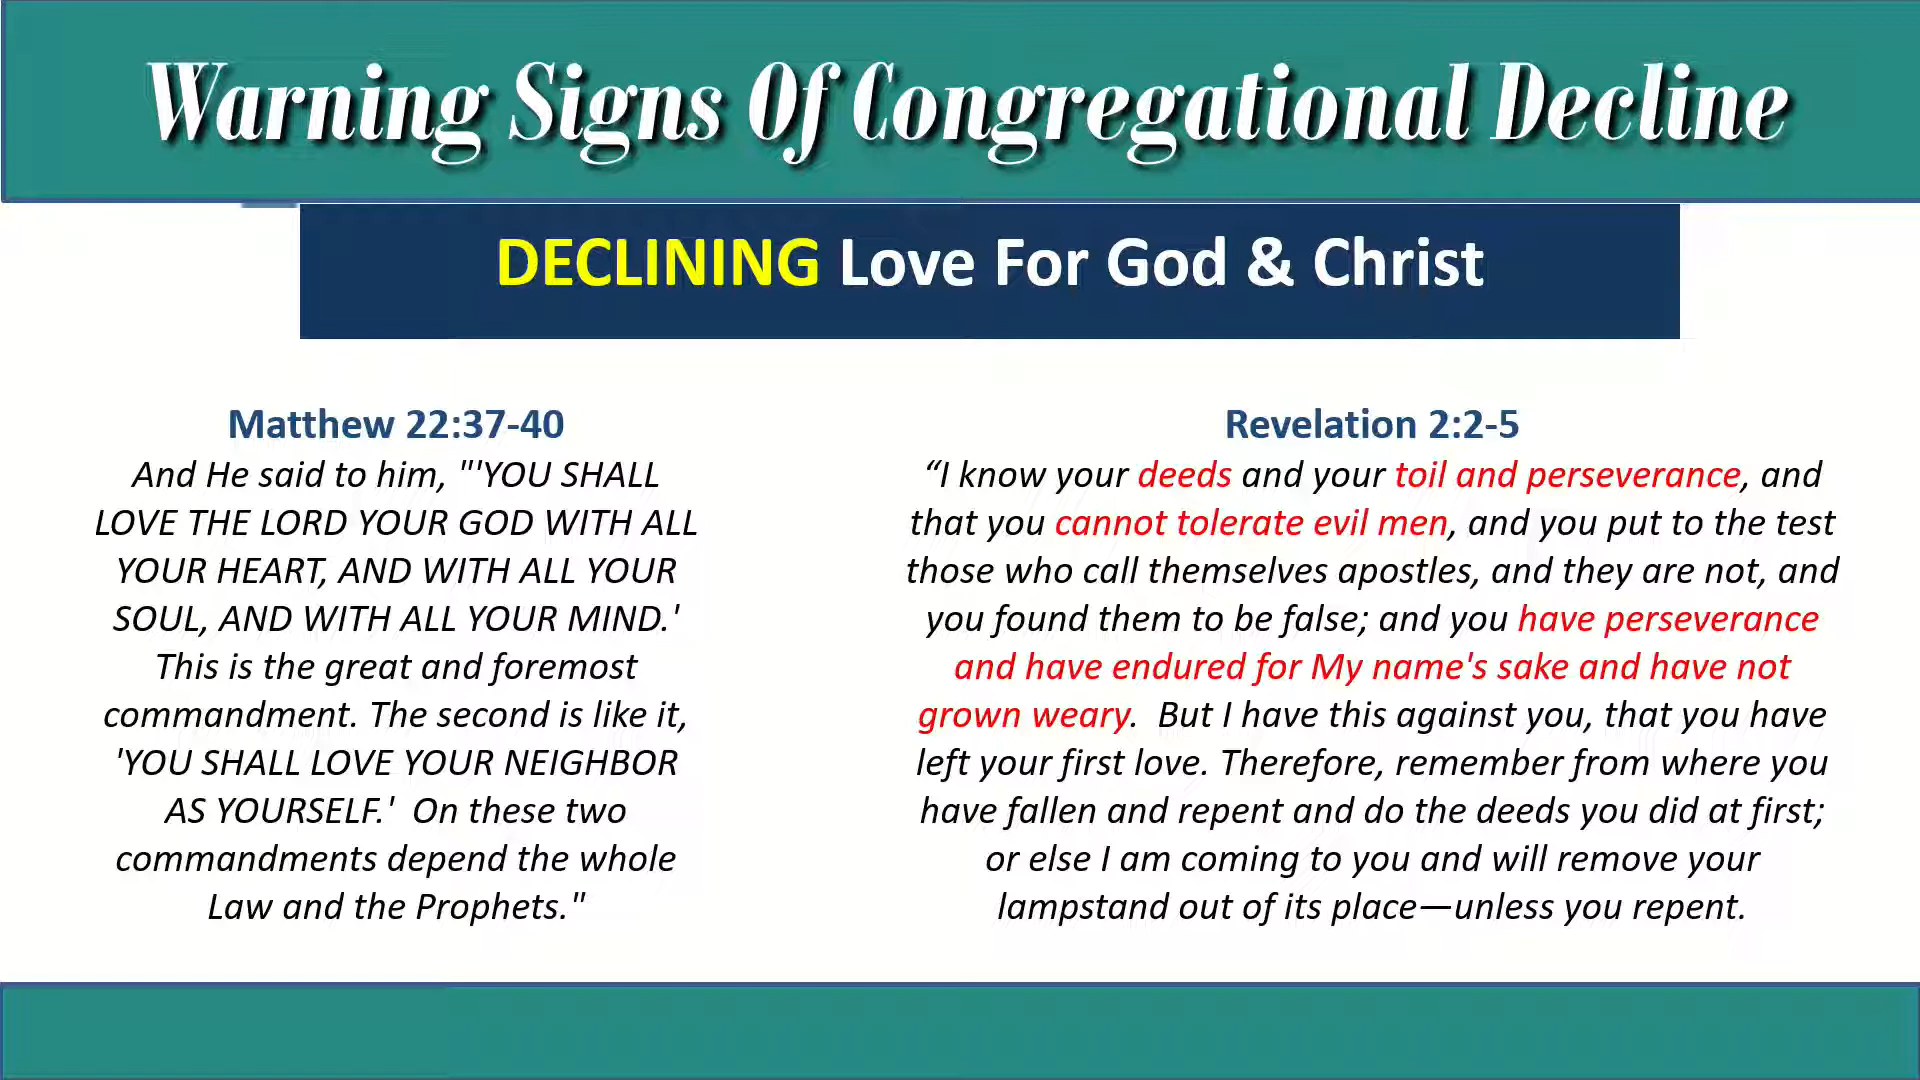 Warning Signs Of Congregational Decline
DECLINING Love For God & Christ
Matthew 22:37-40
And He said to him, "'YOU SHALL
LOVE THE LORD YOUR GOD WITH ALL
YOUR HEART, AND WITH ALL YOUR
SOUL, AND WITH ALL YOUR MIND.'
This is the great and foremost
commandment. The second is like it,
'YOU SHALL LOVE YOUR NEIGHBOR
AS YOURSELF.'  On these two
commandments depend the whole
Law and the Prophets."
Revelation 2:2-5
“I know your deeds and your toil and perseverance, and
that you cannot tolerate evil men, and you put to the test
those who call themselves apostles, and they are not, and
you found them to be false; and you have perseverance
and have endured for My name's sake and have not
grown weary.  But I have this against you, that you have
left your first love. Therefore, remember from where you
have fallen and repent and do the deeds you did at first;
or else I am coming to you and will remove your
lampstand out of its place—unless you repent.